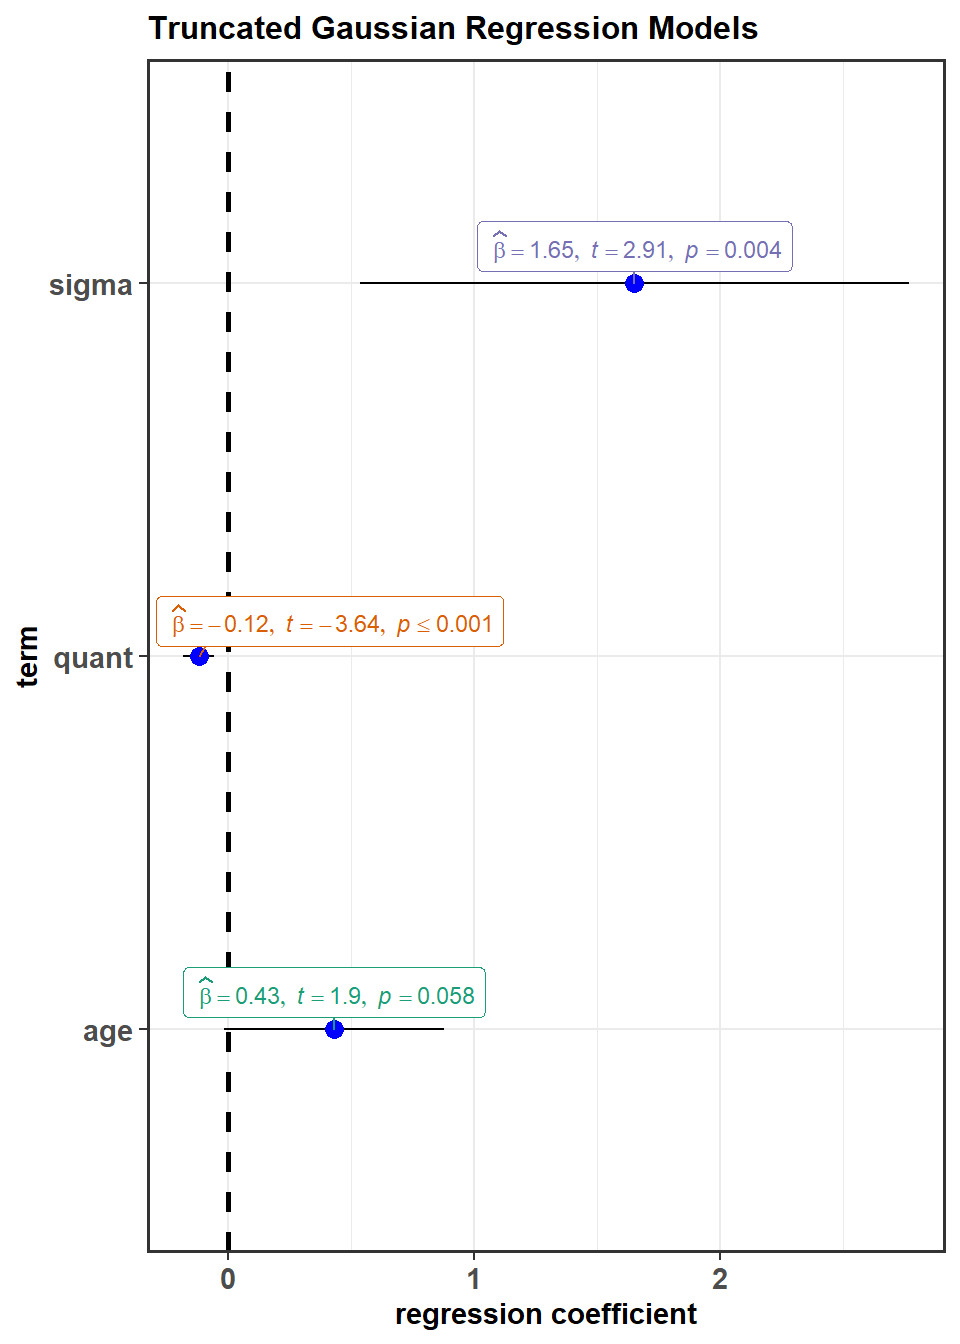 Truncated Gaussian Regression Models
β̂ = 1.65, t = 2.91, p = 0.004
sigma
β̂ = −0.12, t = −3.64, p ≤ 0.001
term
quant
β̂ = 0.43, t = 1.9, p = 0.058
age
0 1 2
regression coefficient